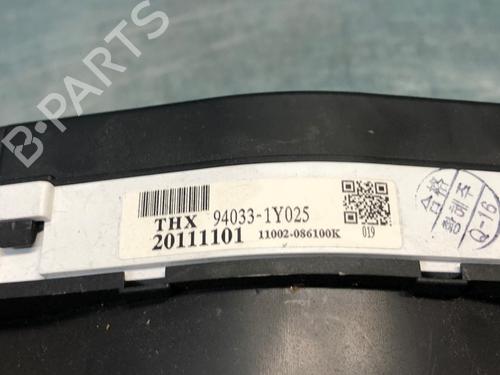 B-PARTS
THX 94033-1Y025
20111101 11002-086100K
019
合格
Q-16